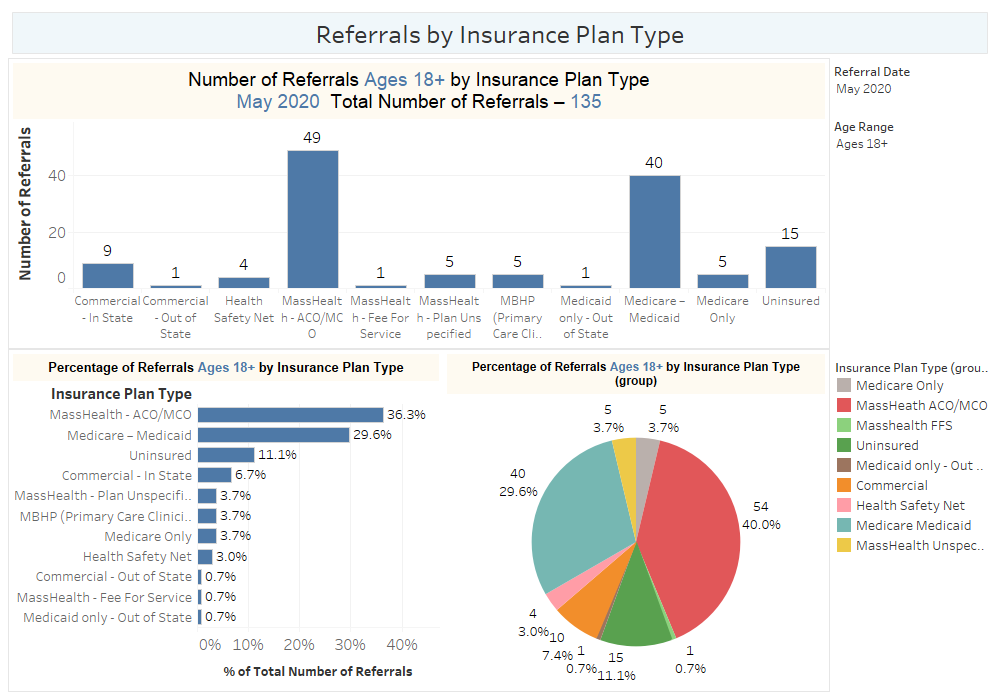 Referrals by Insurance Plan Type
Number of Referrals Ages 18+ by Insurance Plan Type
May 2020 Total Number of Referrals – 135
Referral Date
May 2020
Age Range
Ages 18+
Number of Referrals
40
20
0
9
1
4
49
1
5
5
1
40
5
15
Commercial
- In State
Commercial
- Out of
State
Health
Safety Net
MassHealt
h - ACO/MC
O
MassHealt
h - Fee For
Service
MassHealt
h - Plan Uns
pecified
MBHP
(Primary
Care Cli..
Medicaid
only - Out
of State
Medicare –
Medicaid
Medicare
Only
Uninsured
Percentage of Referrals Ages 18+ by Insurance Plan Type
Insurance Plan Type
MassHealth - ACO/MCO 36.3%
Medicare – Medicaid 29.6%
Uninsured 11.1%
Commercial - In State 6.7%
MassHealth - Plan Unspecifi.. 3.7%
MBHP (Primary Care Clinici.. 3.7%
Medicare Only 3.7%
Health Safety Net 3.0%
Commercial - Out of State 0.7%
MassHealth - Fee For Service 0.7%
Medicaid only - Out of State 0.7%
0% 10% 20% 30% 40%
% of Total Number of Referrals
Percentage of Referrals Ages 18+ by Insurance Plan Type
(group)
5
3.7%
5
3.7%
40
29.6%
54
40.0%
4
3.0%
10
7.4%
1
0.7%
15
11.1%
1
0.7%
Insurance Plan Type (grou..
Medicare Only
MassHeath ACO/MCO
Masshealth FFS
Uninsured
Medicaid only - Out ..
Commercial
Health Safety Net
Medicare Medicaid
MassHealth Unspec..